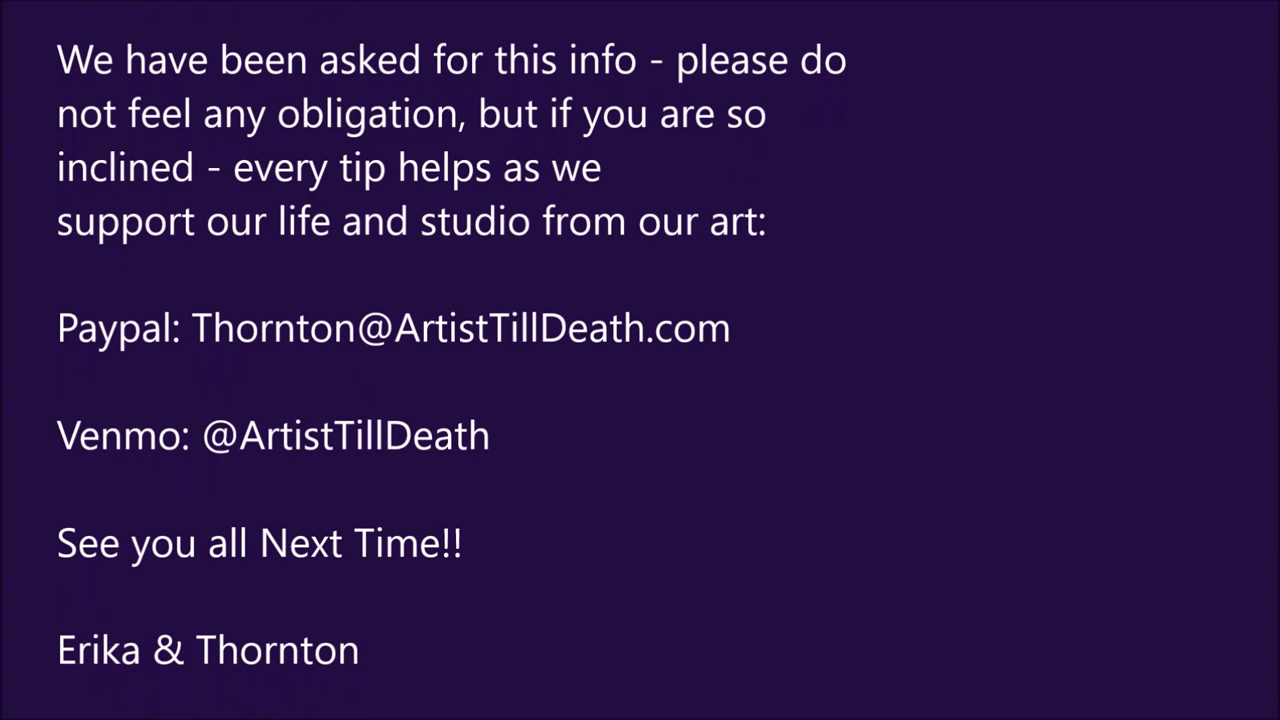 We have been asked for this info - please do
not feel any obligation, but if you are so
inclined - every tip helps as we
support our life and studio from our art:
Paypal: Thornton@ArtistTillDeath.com
Venmo: @ArtistTillDeath
See you all Next Time!!
Erika & Thornton